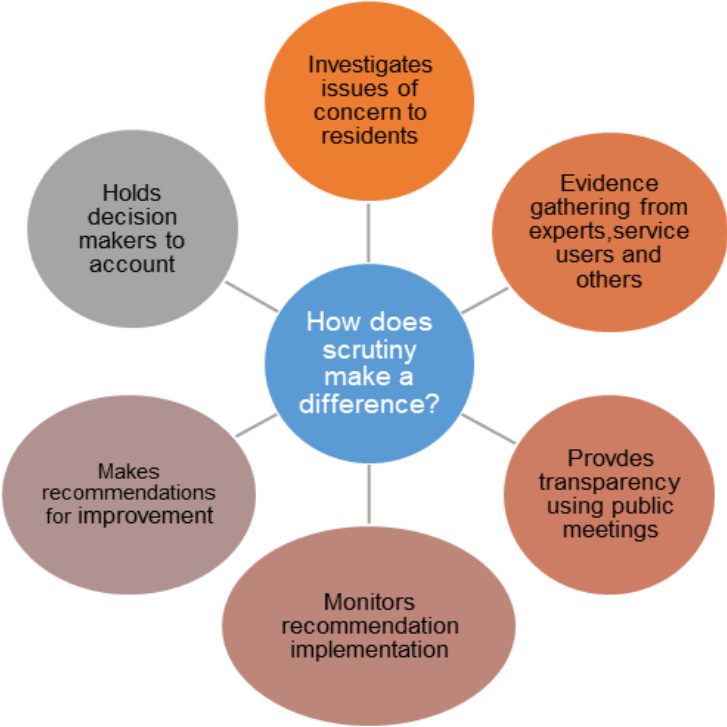 Investigates
issues of
concern to
residents
Evidence
gathering from
experts,service
users and
others
Provdes
transparency
using public
meetings
Monitors
recommendation
implementation
Makes
recommendations
for improvement
Holds
decision
makers to
account
How does
scrutiny
make a
difference?